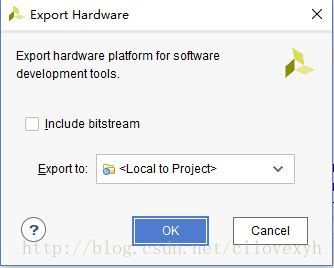 Export Hardware
Export hardware platform for software
development tools.
Include bitstream
Export to:
<Local to Project>
?
OK
Cancel
http://blog.csdn.net/cllovexyh